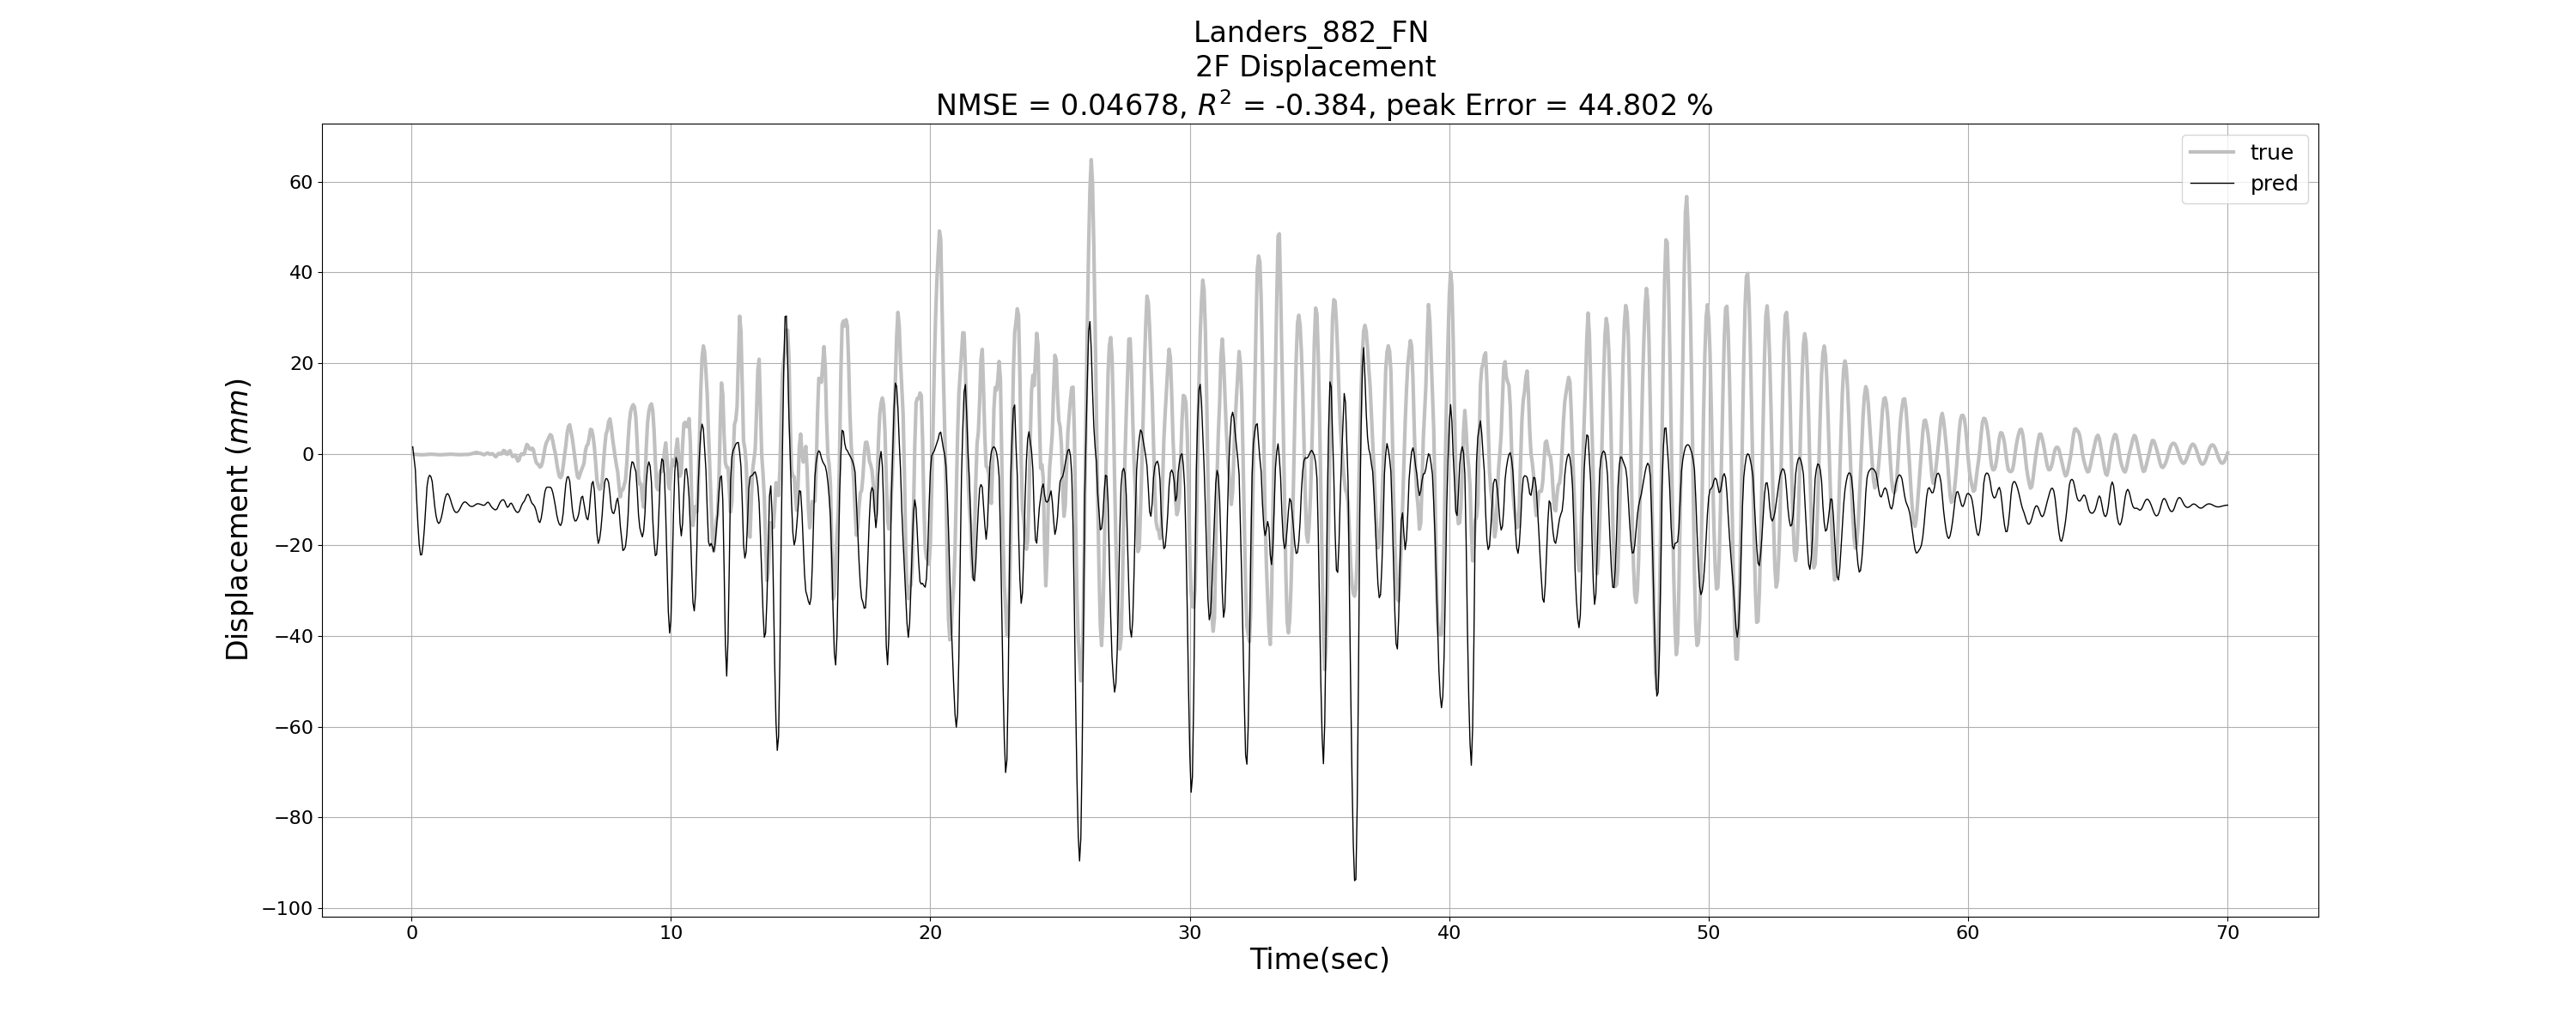 Landers_882_FN
2F Displacement
NMSE = 0.04678, R² = -0.384, peak Error = 44.802 %
true
pred
Displacement (mm)
60
40
20
0
−20
−40
−60
−80
−100
0 10 20 30 40 50 60 70
Time(sec)